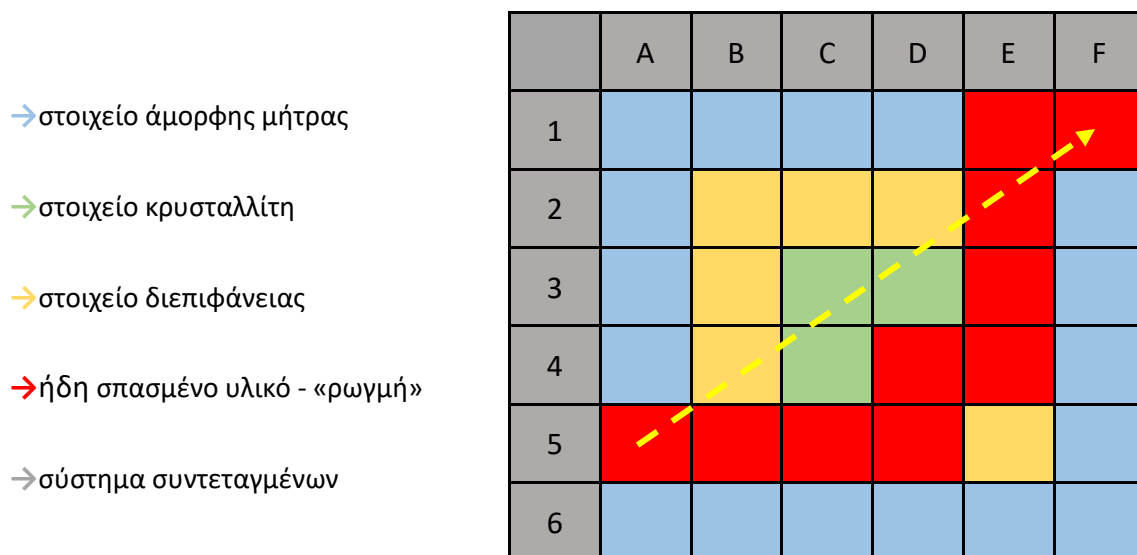 A B C D E F
→στοιχείο άμορφης μήτρας
1
→στοιχείο κρυσταλλίτη
2
→στοιχείο διεπιφάνειας
3
→ήδη σπασμένο υλικό - «ρωγμή»
4
→σύστημα συντεταγμένων
5
6